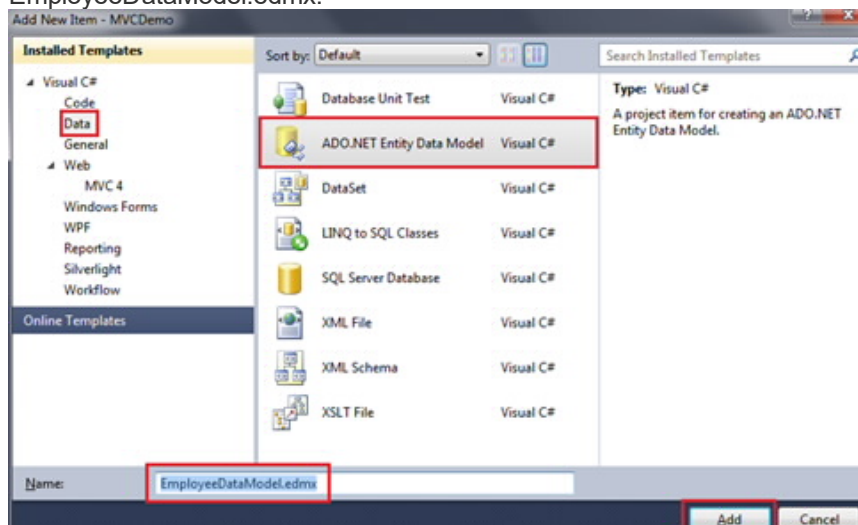 EmployeeDataModel.edmx.
Add New Item - MVCDemo
Installed Templates
Visual C#
Code
Data
General
Web
MVC 4
Windows Forms
WPF
Reporting
Silverlight
Workflow
Online Templates
Sort by: Default
Search Installed Templates
Database Unit Test Visual C#
ADO.NET Entity Data Model Visual C#
DataSet Visual C#
LINQ to SQL Classes Visual C#
SQL Server Database Visual C#
XML File Visual C#
XML Schema Visual C#
XSLT File Visual C#
Type: Visual C#
A project item for creating an ADO.NET
Entity Data Model.
Name: EmployeeDataModel.edmx
Add Cancel